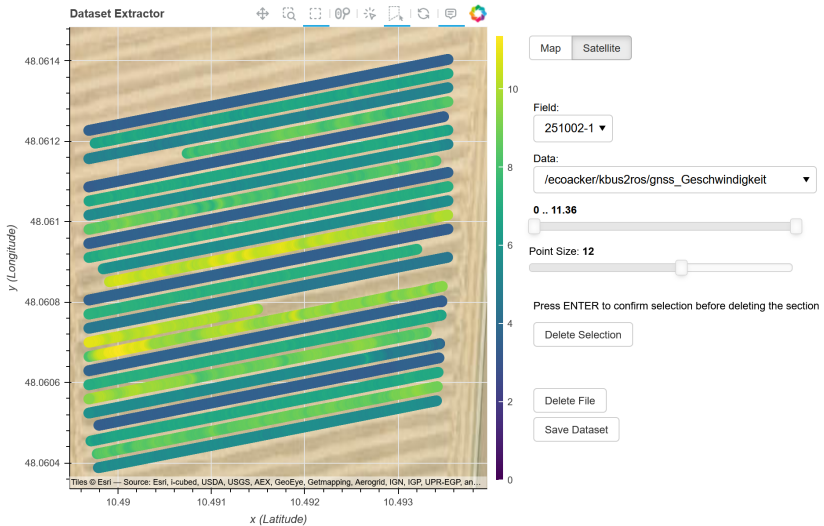 Dataset Extractor
48.0614
48.0612
48.061
48.0608
48.0606
48.0604
y (Longitude)
10.49
10.491
10.492
10.493
x (Latitude)
Tiles © Esri — Source: Esri, i-cubed, USDA, USGS, AEX, GeoEye, Getmapping, Aerogrid, IGN, IGP, UPR-EGP, an...
10
8
6
4
2
0
Map
Satellite
Field:
251002-1
Data:
/ecoacker/kbus2ros/gnss_Geschwindigkeit
0 .. 11.36
Point Size: 12
Press ENTER to confirm selection before deleting the section
Delete Selection
Delete File
Save Dataset